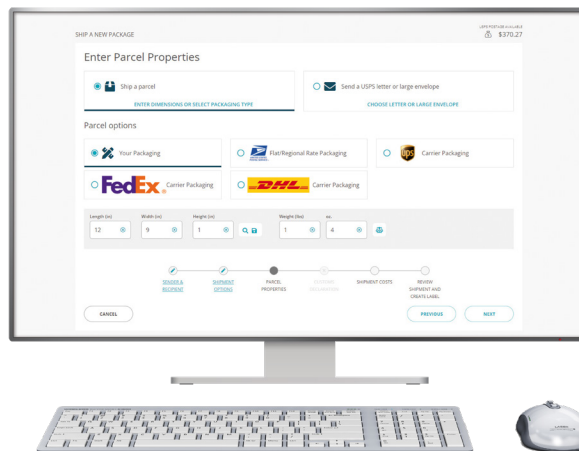 USPS POSTAGE AVAILABLE
SHIP A NEW PACKAGE
$370.27
Enter Parcel Properties
Ship a parcel
Send a USPS letter or large envelope
ENTER DIMENSIONS OR SELECT PACKAGING TYPE
CHOOSE LETTER OR LARGE ENVELOPE
Parcel options
Your Packaging
Flat/Regional Rate Packaging
ups
Carrier Packaging
FedEx Carrier Packaging
DHL Carrier Packaging
Length (in)
Width (in)
Height (in)
Weight (lbs)
oz.
12
9
1
1
4
SENDER & RECIPIENT
SHIPMENT OPTIONS
PARCEL PROPERTIES
SHIPMENT COSTS
REVIEW SHIPMENT AND CREATE LABEL
CANCEL
PREVIOUS
NEXT